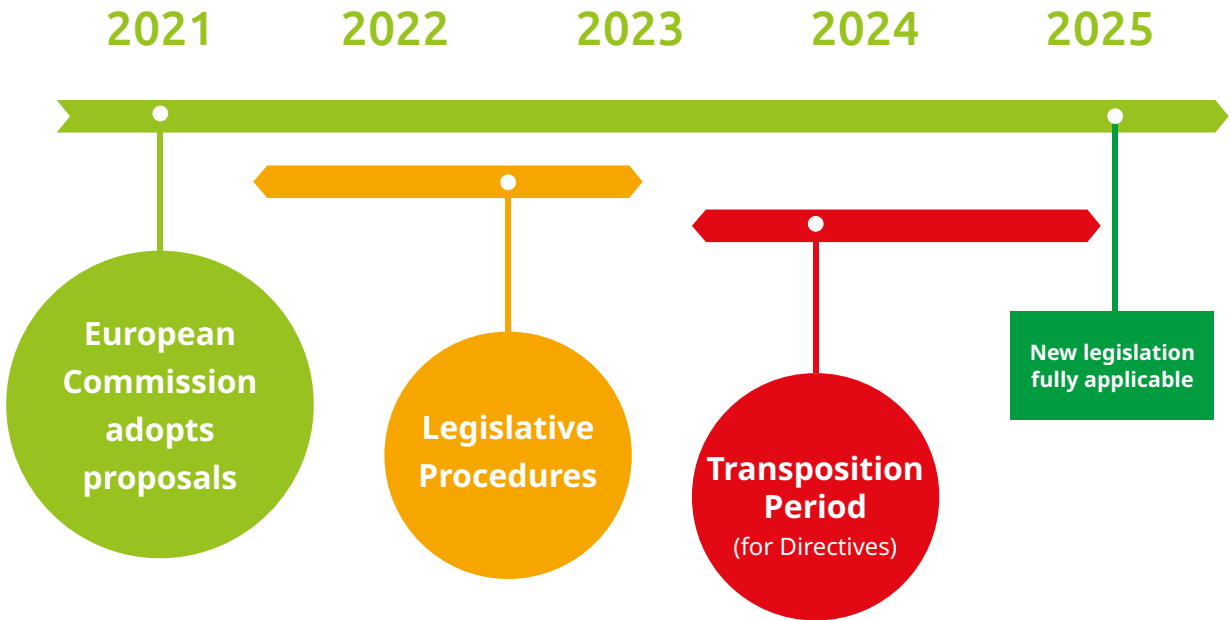 2021 2022 2023 2024 2025
European
Commission
adopts
proposals
Legislative
Procedures
Transposition
Period
(for Directives)
New legislation
fully applicable